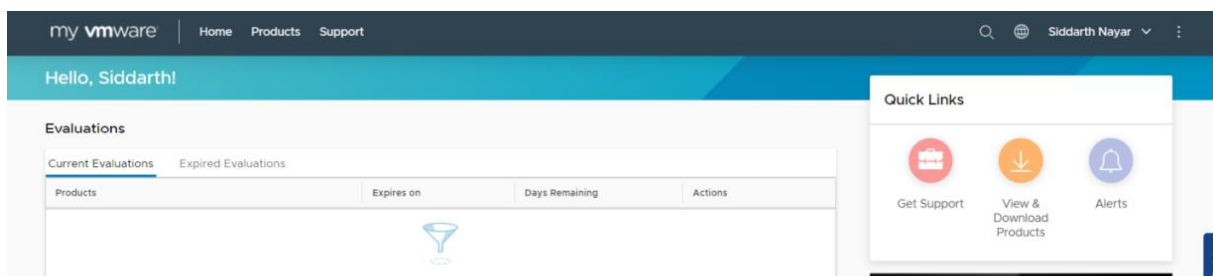 my vmware Home Products Support Siddarth Nayar
Hello, Siddarth!
Quick Links
Evaluations
Current Evaluations Expired Evaluations
Products Expires on Days Remaining Actions
Get Support View & Alerts
Download
Products